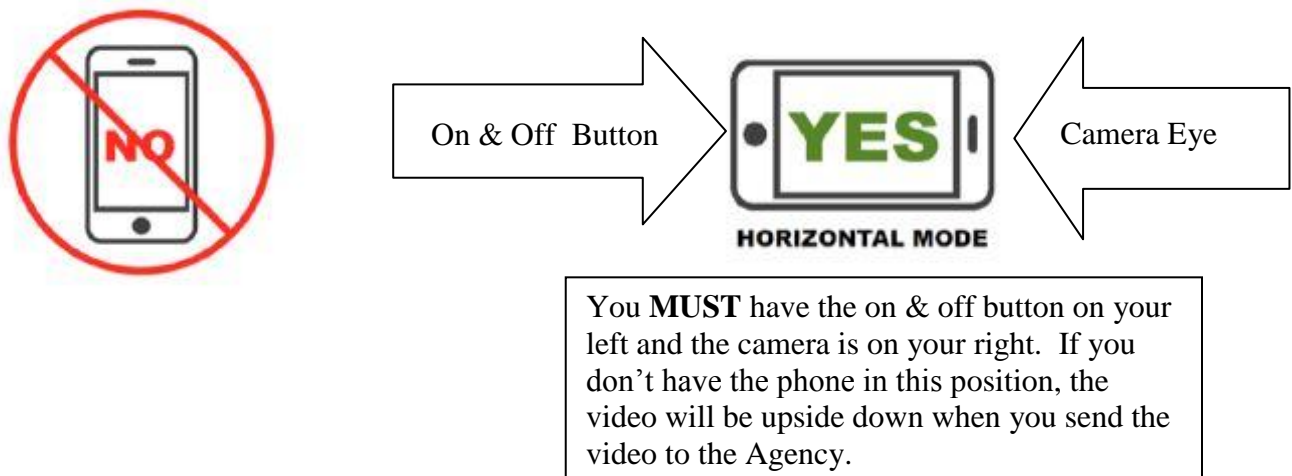 NO
On & Off Button
YES
Camera Eye
HORIZONTAL MODE
You MUST have the on & off button on your
left and the camera is on your right. If you
don’t have the phone in this position, the
video will be upside down when you send the
video to the Agency.